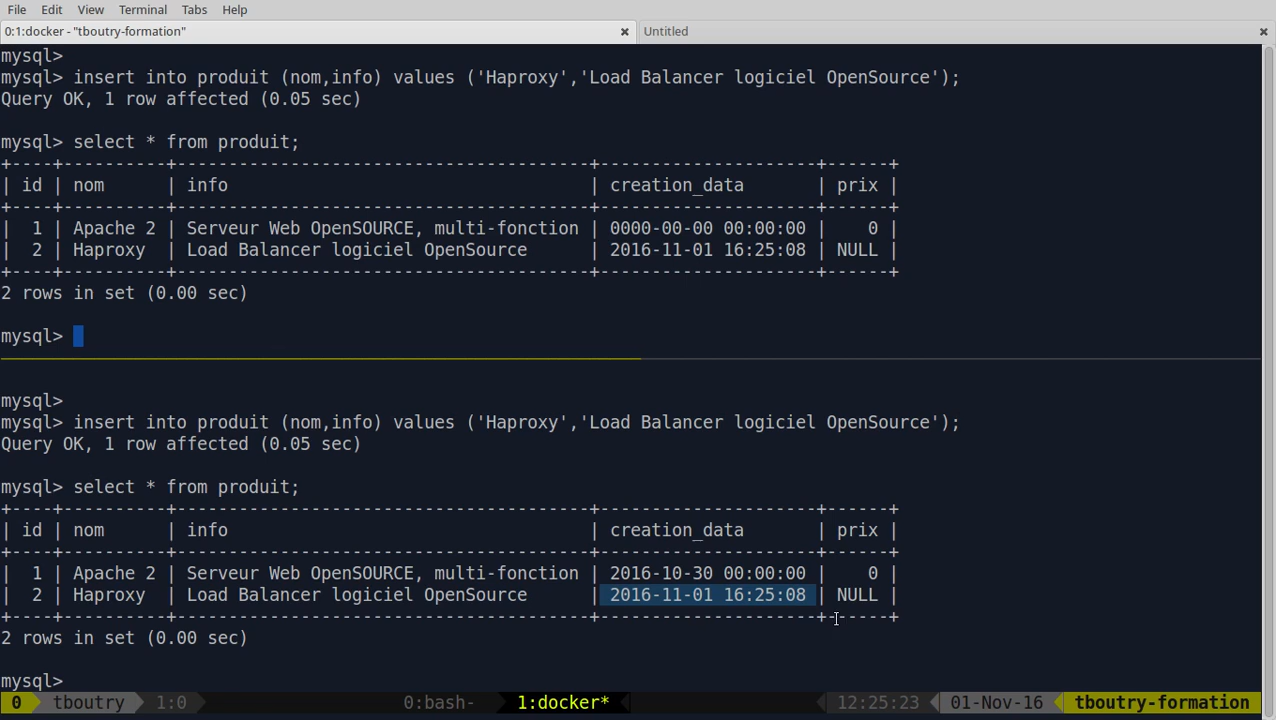 File Edit View Terminal Tabs Help
0:1:docker - "tboutry-formation" Untitled
mysql>
mysql> insert into produit (nom,info) values ('Haproxy','Load Balancer logiciel OpenSource');
Query OK, 1 row affected (0.05 sec)
mysql> select * from produit;
+----+----------+----------------------------------------+---------------------+------+
| id | nom      | info                                   | creation_data       | prix |
+----+----------+----------------------------------------+---------------------+------+
|  1 | Apache 2 | Serveur Web OpenSOURCE, multi-fonction | 0000-00-00 00:00:00 |    0 |
|  2 | Haproxy  | Load Balancer logiciel OpenSource      | 2016-11-01 16:25:08 | NULL |
+----+----------+----------------------------------------+---------------------+------+
2 rows in set (0.00 sec)
mysql>
mysql>
mysql> insert into produit (nom,info) values ('Haproxy','Load Balancer logiciel OpenSource');
Query OK, 1 row affected (0.05 sec)
mysql> select * from produit;
+----+----------+----------------------------------------+---------------------+------+
| id | nom      | info                                   | creation_data       | prix |
+----+----------+----------------------------------------+---------------------+------+
|  1 | Apache 2 | Serveur Web OpenSOURCE, multi-fonction | 2016-10-30 00:00:00 |    0 |
|  2 | Haproxy  | Load Balancer logiciel OpenSource      | 2016-11-01 16:25:08 | NULL |
+----+----------+----------------------------------------+---------------------+------+
2 rows in set (0.00 sec)
mysql>
0 tboutry 1:0 0:bash- 1:docker* 12:25:23 01-Nov-16 tboutry-formation